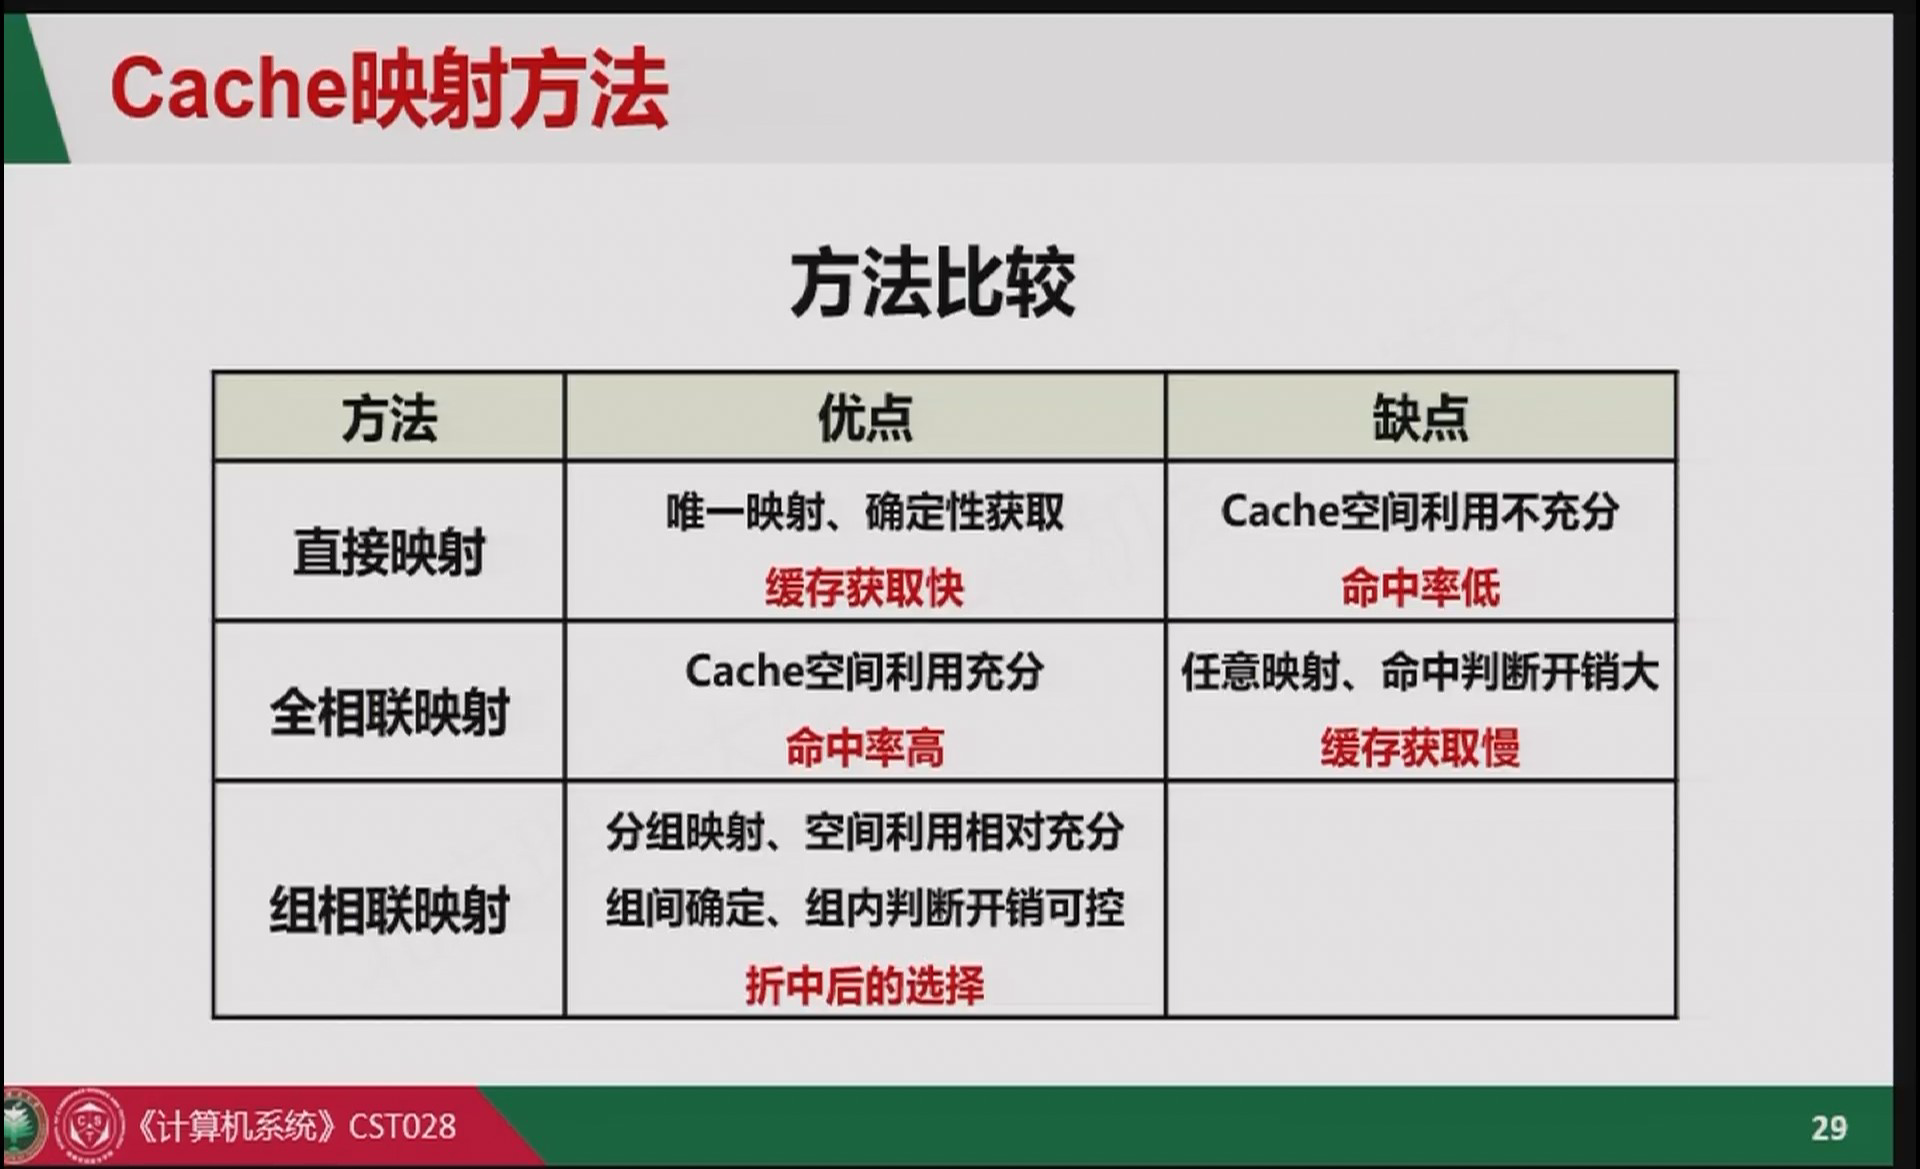 Cache映射方法
方法比较
方法 优点 缺点
直接映射
唯一映射、确定性获取
缓存获取快
Cache空间利用不充分
命中率低
全相联映射
Cache空间利用充分
命中率高
任意映射、命中判断开销大
缓存获取慢
组相联映射
分组映射、空间利用相对充分
组间确定、组内判断开销可控
折中后的选择
《计算机系统》CST028
29